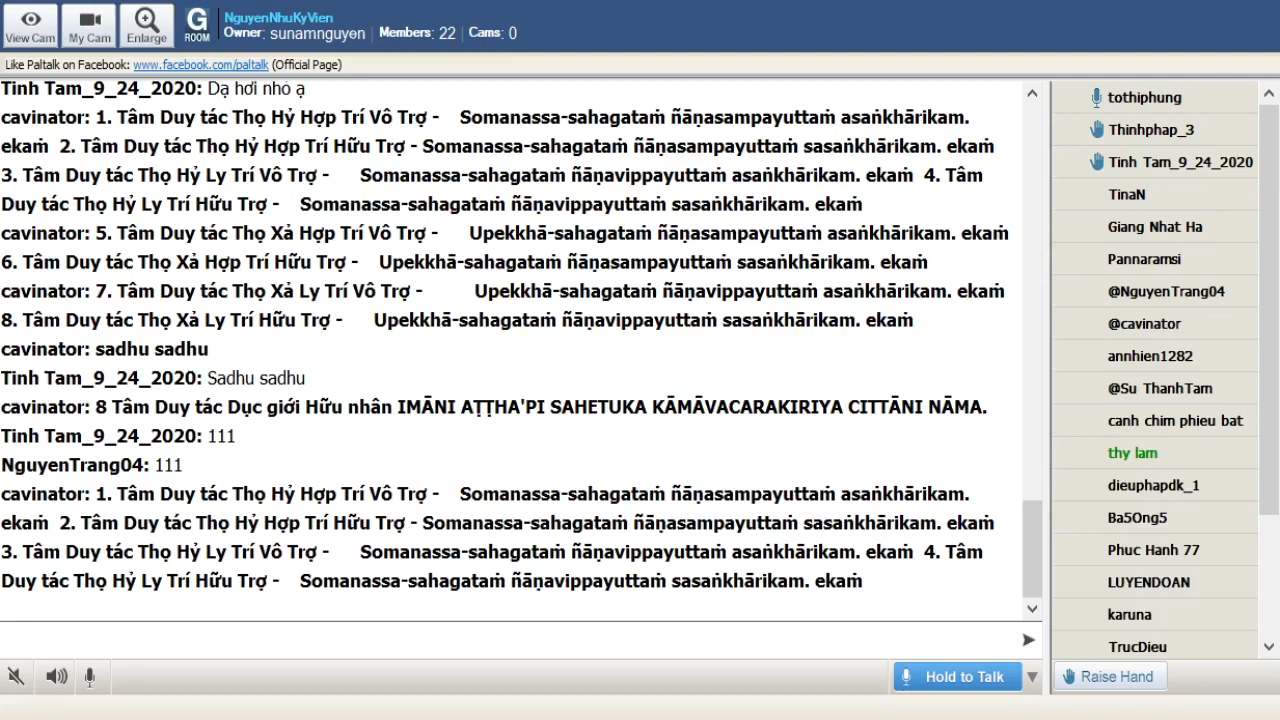 View Cam
My Cam
Enlarge
G
ROOM
NguyenNhuKyVien
Owner: sunamnguyen | Members: 22 | Cams: 0
Like Paltalk on Facebook: www.facebook.com/paltalk (Official Page)
Tinh Tam_9_24_2020: Dạ hơi nhỏ ạ
cavinator: 1. Tâm Duy tác Thọ Hỷ Hợp Trí Vô Trợ - Somanassa-sahagataṁ ñāṇasampayuttaṁ asaṅkhārikam.
ekaṁ 2. Tâm Duy tác Thọ Hỷ Hợp Trí Hữu Trợ - Somanassa-sahagataṁ ñāṇasampayuttaṁ sasaṅkhārikam. ekaṁ
3. Tâm Duy tác Thọ Hỷ Ly Trí Vô Trợ - Somanassa-sahagataṁ ñāṇavippayuttaṁ asaṅkhārikam. ekaṁ 4. Tâm
Duy tác Thọ Hỷ Ly Trí Hữu Trợ - Somanassa-sahagataṁ ñāṇavippayuttaṁ sasaṅkhārikam. ekaṁ
cavinator: 5. Tâm Duy tác Thọ Xả Hợp Trí Vô Trợ - Upekkhā-sahagataṁ ñāṇasampayuttaṁ asaṅkhārikam. ekaṁ
6. Tâm Duy tác Thọ Xả Hợp Trí Hữu Trợ - Upekkhā-sahagataṁ ñāṇasampayuttaṁ sasaṅkhārikam. ekaṁ
cavinator: 7. Tâm Duy tác Thọ Xả Ly Trí Vô Trợ - Upekkhā-sahagataṁ ñāṇavippayuttaṁ asaṅkhārikam. ekaṁ
8. Tâm Duy tác Thọ Xả Ly Trí Hữu Trợ - Upekkhā-sahagataṁ ñāṇavippayuttaṁ sasaṅkhārikam. ekaṁ
cavinator: sadhu sadhu
Tinh Tam_9_24_2020: Sadhu sadhu
cavinator: 8 Tâm Duy tác Dục giới Hữu nhân IMĀNI AṬṬHA'PI SAHETUKA KĀMĀVACARAKIRIYA CITTĀNI NĀMA.
Tinh Tam_9_24_2020: 111
NguyenTrang04: 111
cavinator: 1. Tâm Duy tác Thọ Hỷ Hợp Trí Vô Trợ - Somanassa-sahagataṁ ñāṇasampayuttaṁ asaṅkhārikam.
ekaṁ 2. Tâm Duy tác Thọ Hỷ Hợp Trí Hữu Trợ - Somanassa-sahagataṁ ñāṇasampayuttaṁ sasaṅkhārikam. ekaṁ
3. Tâm Duy tác Thọ Hỷ Ly Trí Vô Trợ - Somanassa-sahagataṁ ñāṇavippayuttaṁ asaṅkhārikam. ekaṁ 4. Tâm
Duy tác Thọ Hỷ Ly Trí Hữu Trợ - Somanassa-sahagataṁ ñāṇavippayuttaṁ sasaṅkhārikam. ekaṁ
Hold to Talk
tothiphung
Thinhphap_3
Tinh Tam_9_24_2020
TinaN
Giang Nhat Ha
Pannaramsi
@NguyenTrang04
@cavinator
annhien1282
@Su ThanhTam
canh chim phieu bat
thy lam
dieuphapdk_1
Ba5Ong5
Phuc Hanh 77
LUYENDOAN
karuna
TrucDieu
Raise Hand